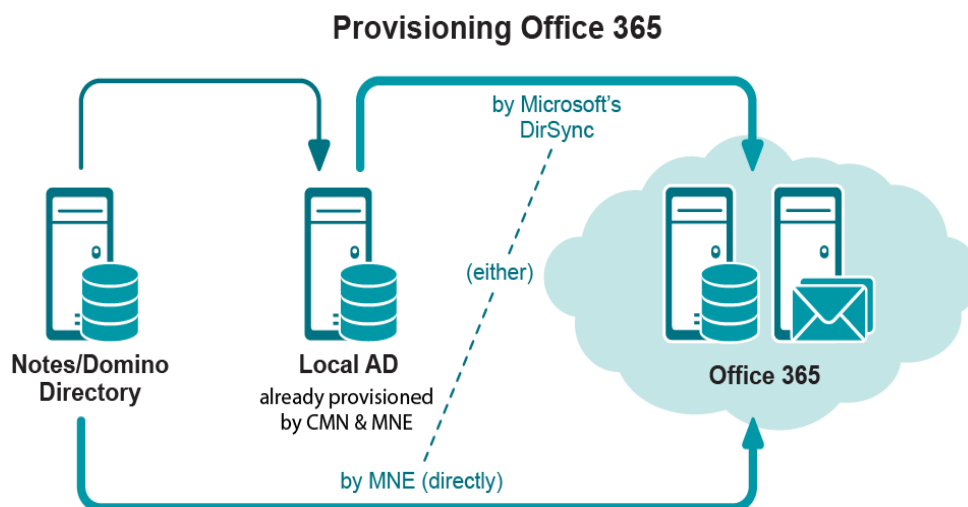 Provisioning Office 365
by Microsoft’s
DirSync
(either)
Notes/Domino
Directory
Local AD
already provisioned
by CMN & MNE
Office 365
by MNE (directly)